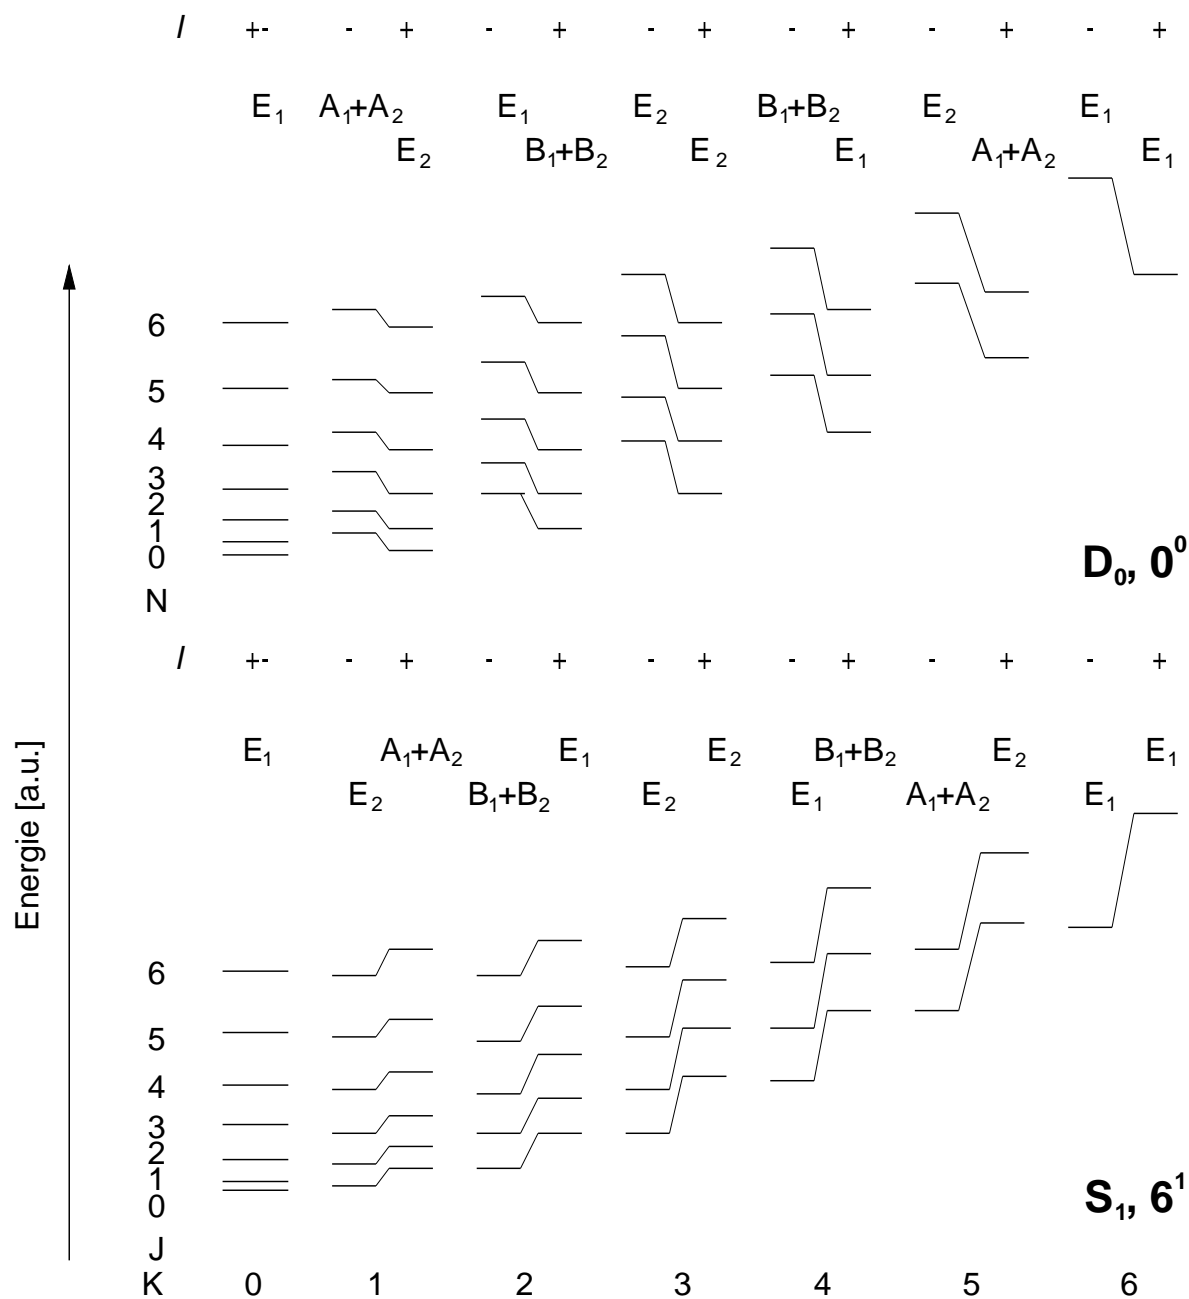 l +- - + - + - + - + - + - +
E₁ A₁+A₂ E₁ E₂ B₁+B₂ E₂ E₁
E₂ B₁+B₂ E₂ E₁ A₁+A₂ E₁
6
5
4
3
2
1
0
D₀, 0⁰
N
l +- - + - + - + - + - + - +
Energie [a.u.]
E₁ A₁+A₂ E₁ E₂ B₁+B₂ E₂ E₁
E₂ B₁+B₂ E₂ E₁ A₁+A₂ E₁
6
5
4
3
2
1
0
S₁, 6¹
J
K 0 1 2 3 4 5 6